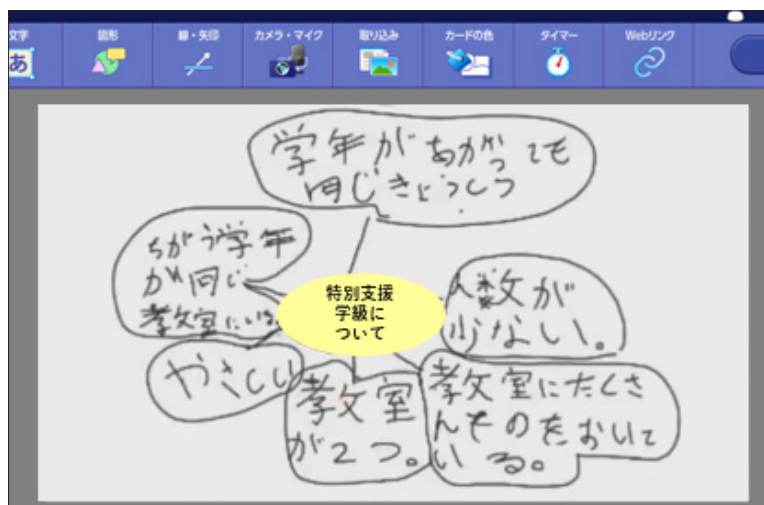 文字
図形
線・矢印
カメラ・マイク
取り込み
カードの色
タイマー
Webリンク
あ
学年があがっても
同じきょうしつ
ちがう学年
が同じ
教室にいる。
特別支援
学級に
ついて
人数が
少ない。
やさしい
教室
が2つ。
教室にたくさ
んものをおいて
いる。